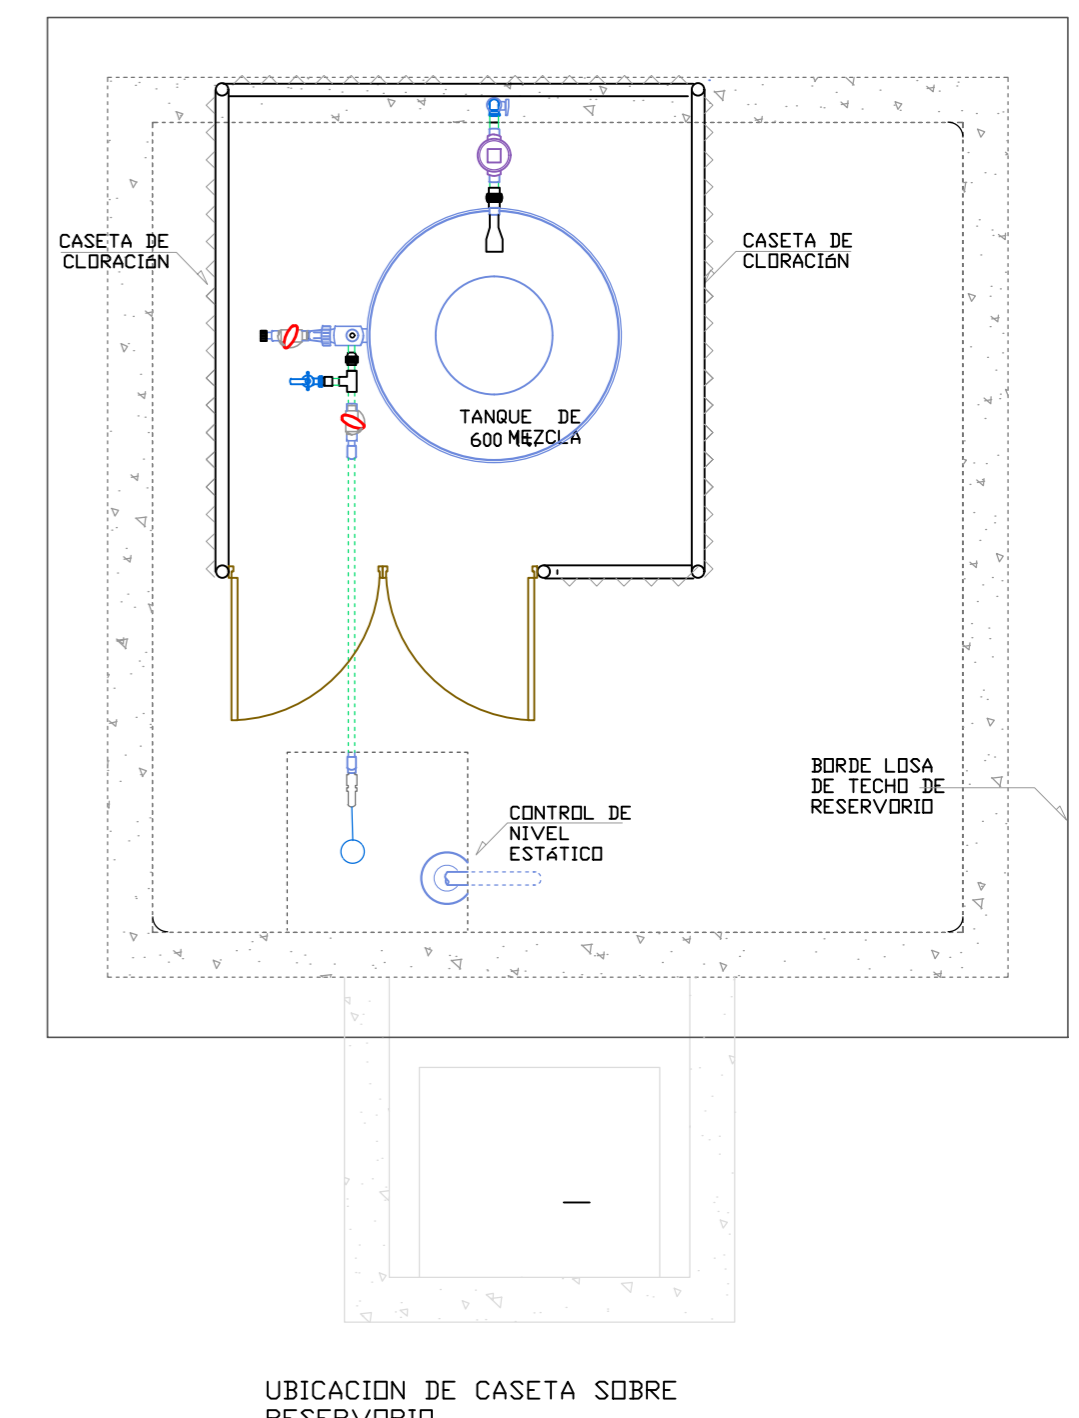 CASETA DE
CLORACIóN
CASETA DE
CLORACIóN
TANQUE DE
MEZCLA
600
BORDE LOSA
DE TECHO DE
RESERVORIO
CONTROL DE
NIVEL
ESTáTICO
UBICACION DE CASETA SOBRE
RESERVORIO